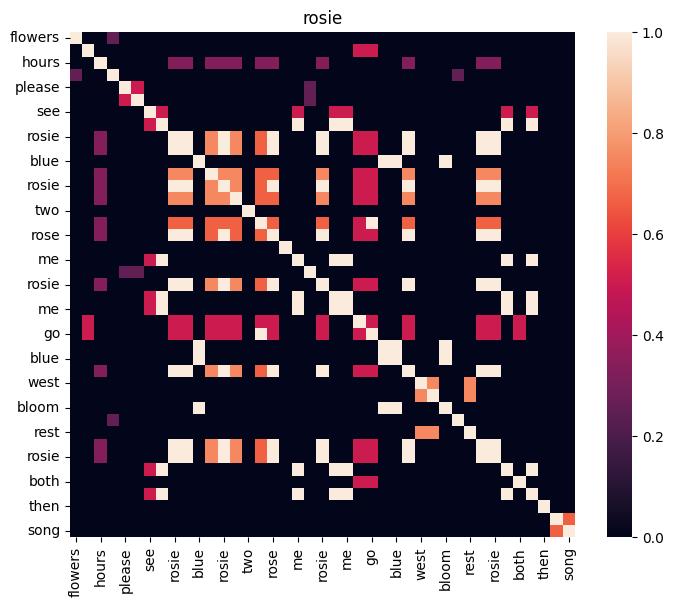 rosie
flowers
hours
please
see
rosie
blue
rosie
two
rose
me
rosie
me
go
blue
west
bloom
rest
rosie
both
then
song
flowers
hours
please
see
rosie
blue
rosie
two
rose
me
rosie
me
go
blue
west
bloom
rest
rosie
both
then
song
1.0
0.8
0.6
0.4
0.2
0.0